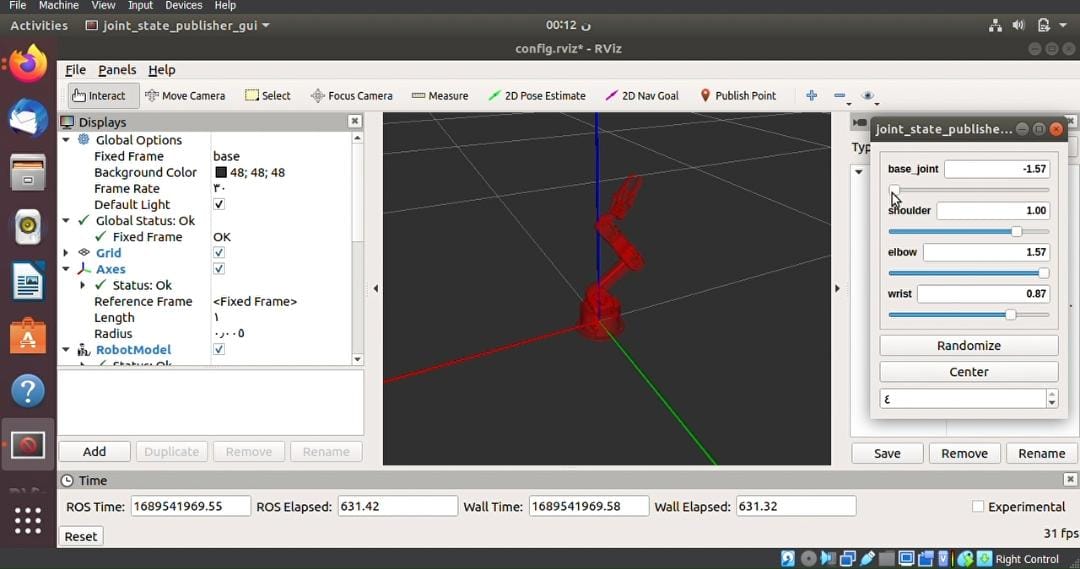 File Machine View Input Devices Help
Activities joint_state_publisher_gui 00:12 ن
config.rviz* - RViz
File Panels Help
Interact Move Camera Select Focus Camera Measure 2D Pose Estimate 2D Nav Goal Publish Point
Displays
Global Options
Fixed Frame base
Background Color 48; 48; 48
Frame Rate ٣٠
Default Light
Global Status: Ok
Fixed Frame OK
Grid
Axes
Status: Ok
Reference Frame <Fixed Frame>
Length ١
Radius ٠٫٠٠٥
RobotModel
Status: Ok
Add Duplicate Remove Rename
joint_state_publishe...
base_joint -1.57
shoulder 1.00
elbow 1.57
wrist 0.87
Randomize
Center
٤
Save Remove Rename
Time
ROS Time: 1689541969.55 ROS Elapsed: 631.42 Wall Time: 1689541969.58 Wall Elapsed: 631.32 Experimental
Reset 31 fps
Right Control